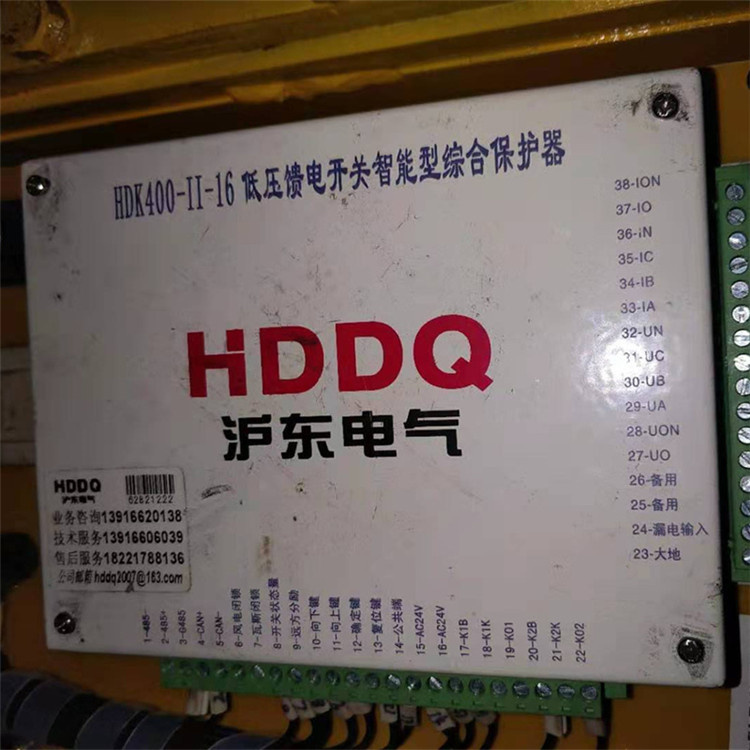 HDK400-II-16 低压馈电开关智能型综合保护器
HDDQ
沪东电气
38-ION
37-IO
36-IN
35-IC
34-IB
33-IA
32-UN
31-UC
30-UB
29-UA
28-UON
27-UO
26-备用
25-备用
24-漏电输入
23-大地
HDDQ
沪东电气
62821222
业务咨询13916620138
技术服务13916606039
售后服务18221788136
公司邮箱hddq2007@163.com
1-485-
2-485+
3-G485
4-CAN+
5-CAN-
6-风电闭锁
7-瓦斯闭锁
8-开关状态量
9-远方分励
10-向下键
11-向上键
12-确定键
13-复位键
14-公共端
15-AC24V
16-AC24V
17-K1B
18-K1K
19-K01
20-K2B
21-K2K
22-K02